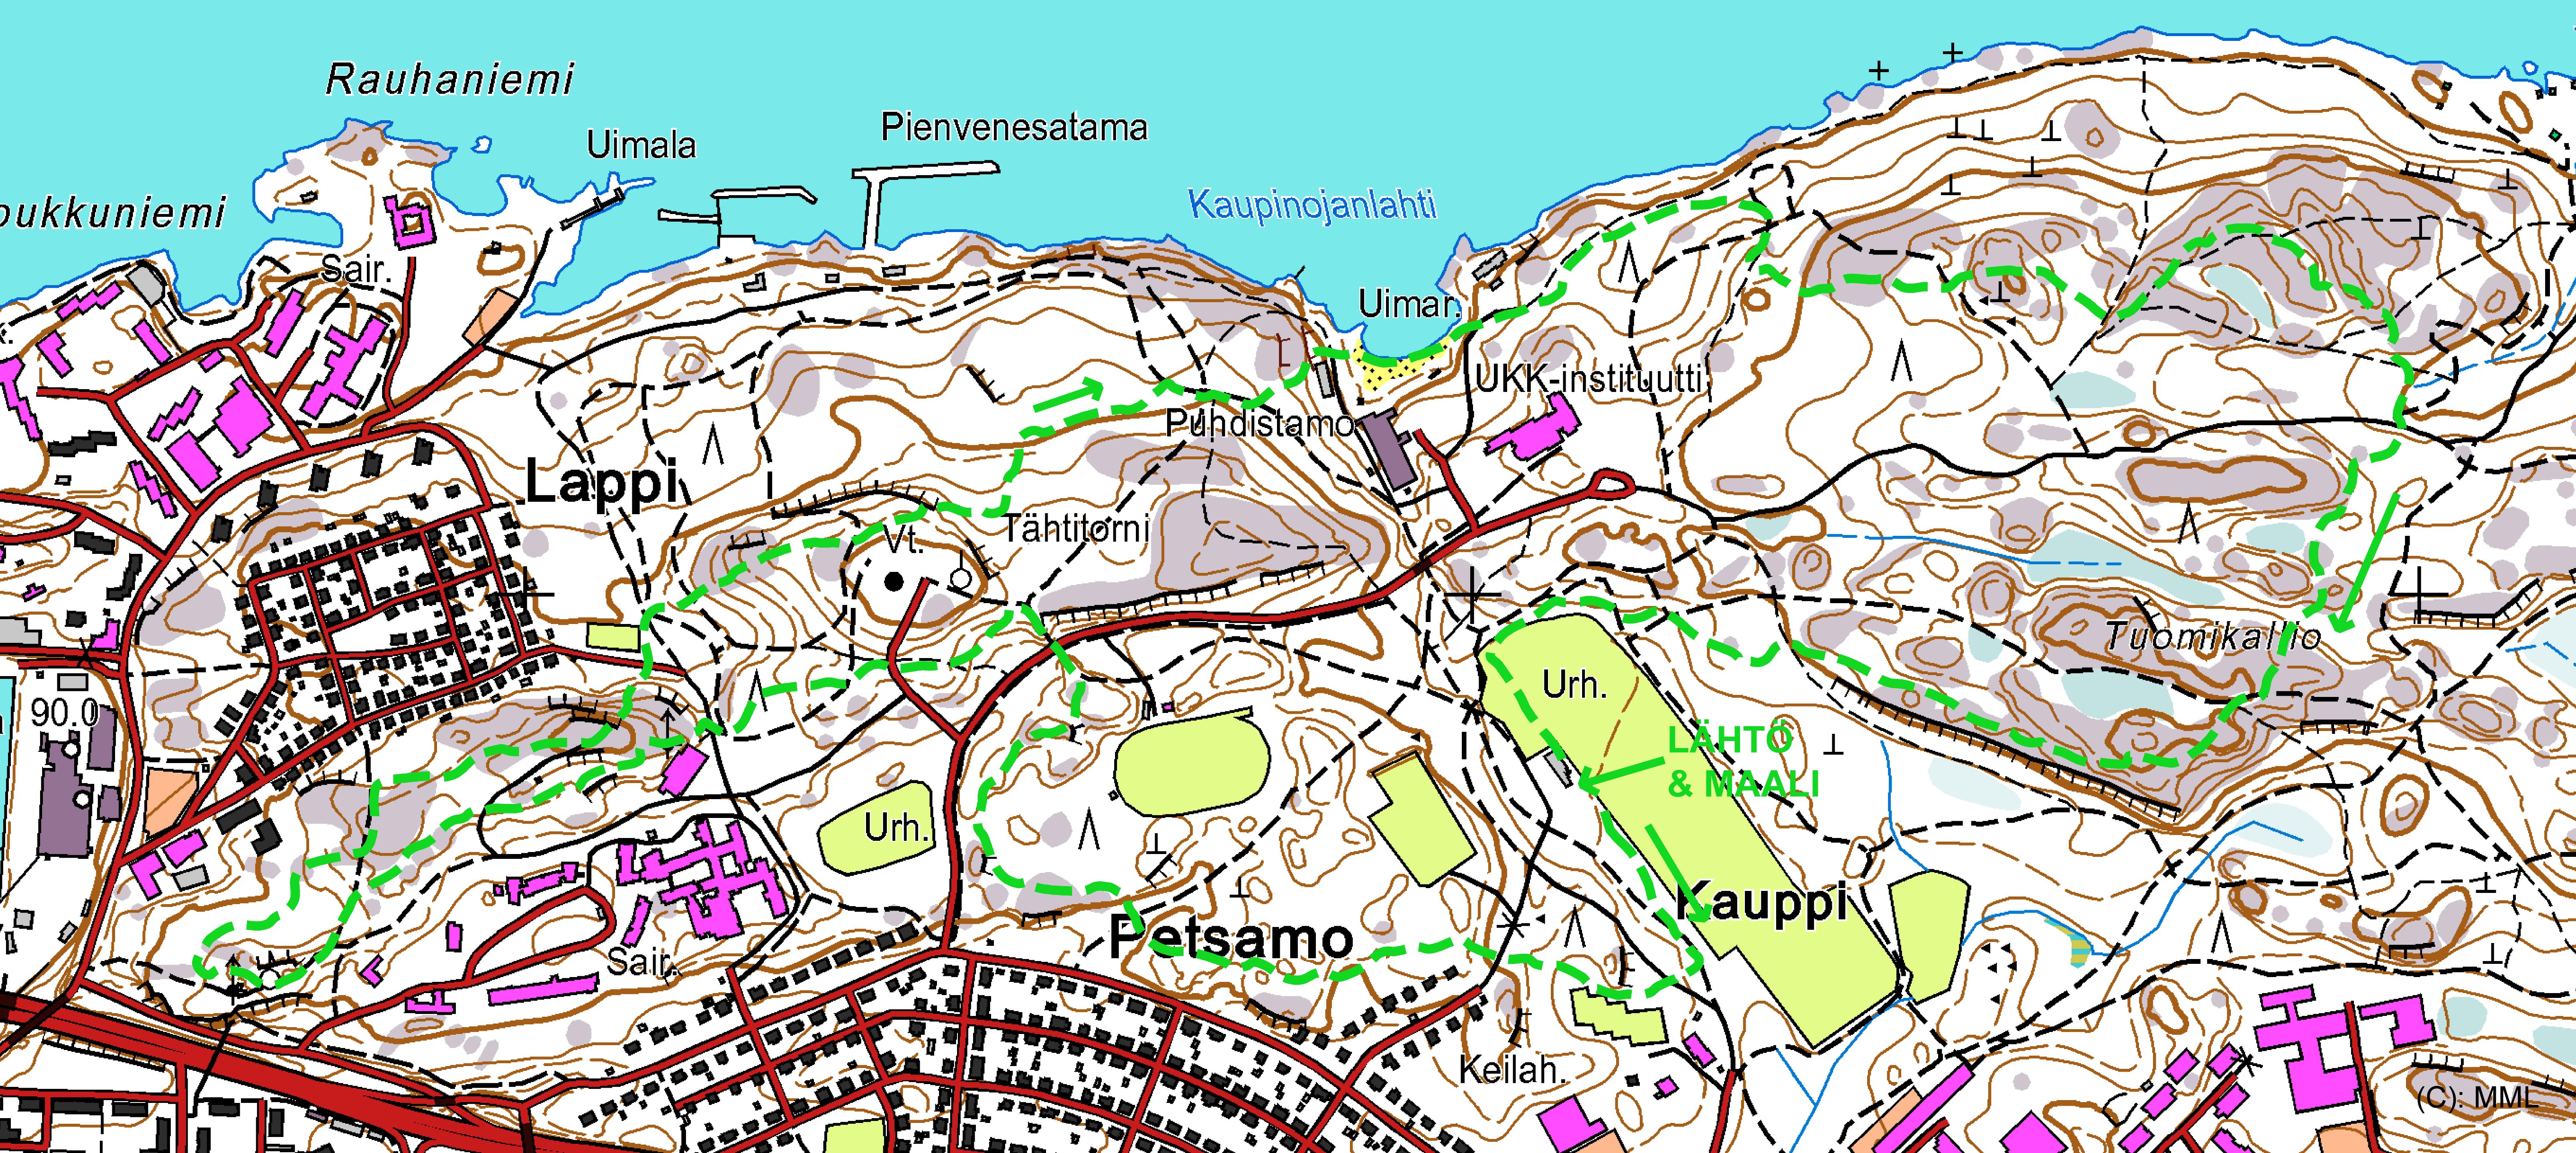 Rauhaniemi
Pienvenesatama
Uimala
Kaupinojanlahti
oukkuniemi
Sair.
Uimar.
UKK-instituutti
Puhdistamo
Lappi
Tähtitorni
Vt.
Tuomikallio
Urh.
90.0
LÄHTÖ
& MAALI
Urh.
Kauppi
Petsamo
Sair.
Keilah.
(C): MML